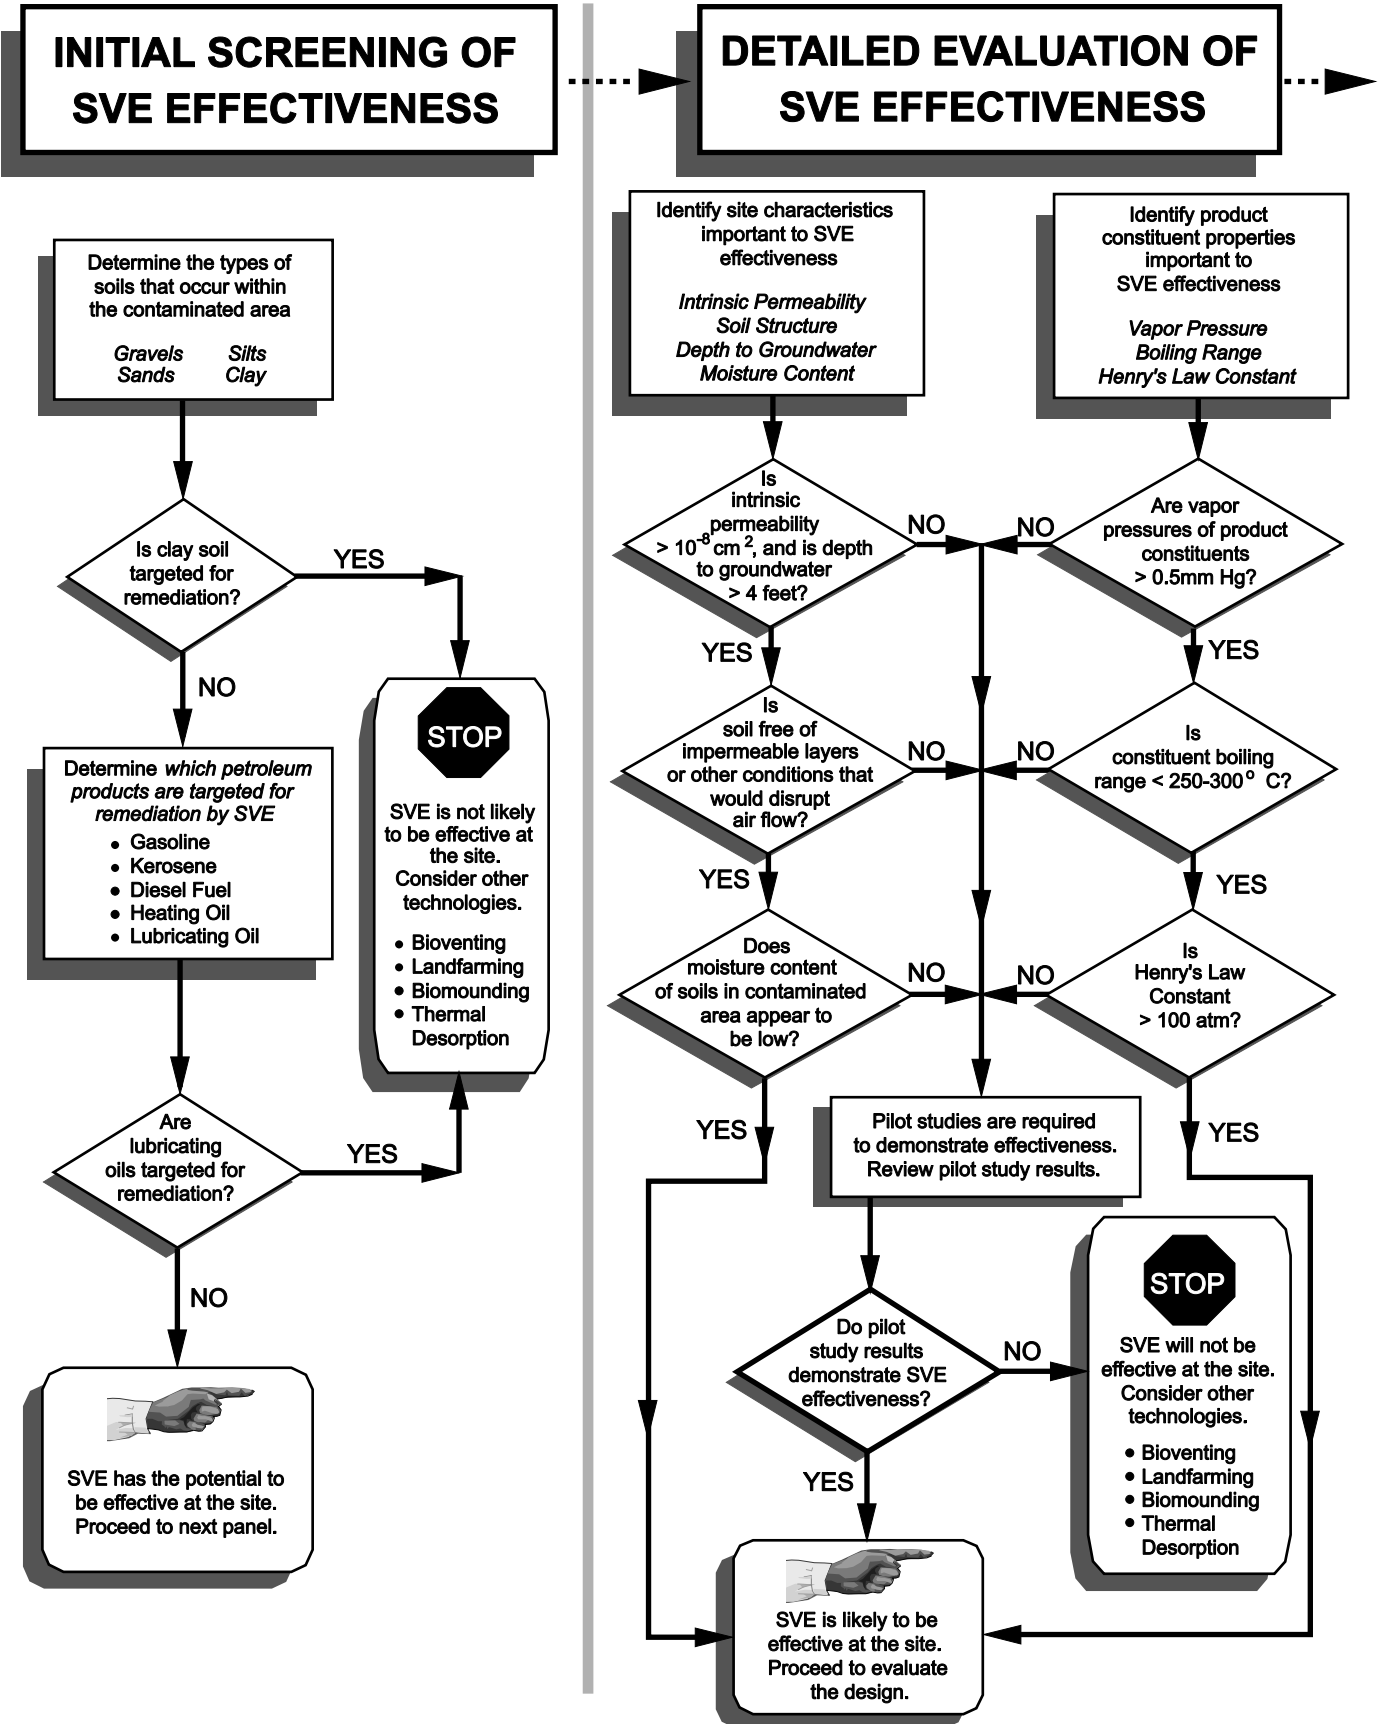 INITIAL SCREENING OF
SVE EFFECTIVENESS
Determine the types of
soils that occur within
the contaminated area
Gravels Silts
Sands Clay
Is clay soil
targeted for
remediation?
YES
NO
Determine which petroleum
products are targeted for
remediation by SVE
• Gasoline
• Kerosene
• Diesel Fuel
• Heating Oil
• Lubricating Oil
Are
lubricating
oils targeted for
remediation?
YES
NO
STOP
SVE is not likely
to be effective at
the site.
Consider other
technologies.
• Bioventing
• Landfarming
• Biomounding
• Thermal
Desorption
SVE has the potential to
be effective at the site.
Proceed to next panel.
DETAILED EVALUATION OF
SVE EFFECTIVENESS
Identify site characteristics
important to SVE
effectiveness
Intrinsic Permeability
Soil Structure
Depth to Groundwater
Moisture Content
Is
intrinsic
permeability
> 10⁻⁸ cm², and is depth
to groundwater
> 4 feet?
NO
YES
Is
soil free of
impermeable layers
or other conditions that
would disrupt
air flow?
NO
YES
Does
moisture content
of soils in contaminated
area appear to
be low?
NO
YES
Identify product
constituent properties
important to
SVE effectiveness
Vapor Pressure
Boiling Range
Henry's Law Constant
Are vapor
pressures of product
constituents
> 0.5mm Hg?
NO
YES
Is
constituent boiling
range < 250-300° C?
NO
YES
Is
Henry's Law
Constant
> 100 atm?
NO
YES
Pilot studies are required
to demonstrate effectiveness.
Review pilot study results.
Do pilot
study results
demonstrate SVE
effectiveness?
NO
YES
STOP
SVE will not be
effective at the site.
Consider other
technologies.
• Bioventing
• Landfarming
• Biomounding
• Thermal
Desorption
SVE is likely to be
effective at the site.
Proceed to evaluate
the design.